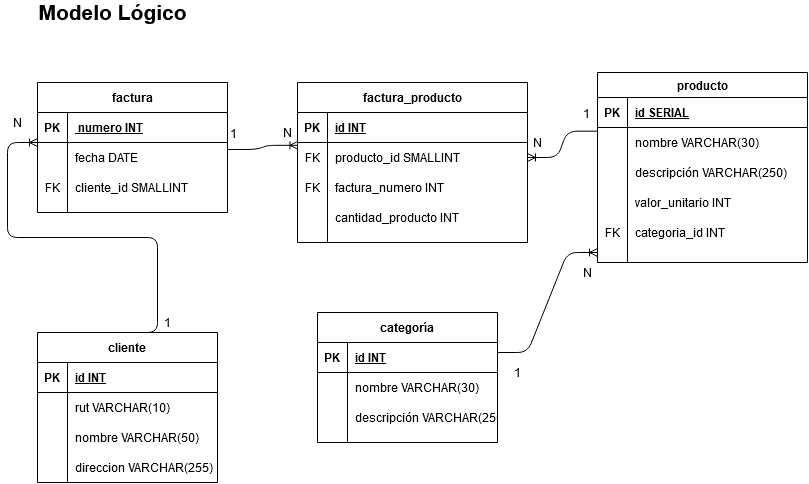 Modelo Lógico
factura
PK numero INT
fecha DATE
FK cliente_id SMALLINT
N
1
N
factura_producto
PK id INT
FK producto_id SMALLINT
FK factura_numero INT
cantidad_producto INT
N
1
producto
PK id SERIAL
nombre VARCHAR(30)
descripción VARCHAR(250)
valor_unitario INT
FK categoria_id INT
N
1
cliente
PK id INT
rut VARCHAR(10)
nombre VARCHAR(50)
direccion VARCHAR(255)
categoría
PK id INT
nombre VARCHAR(30)
descripción VARCHAR(25
1